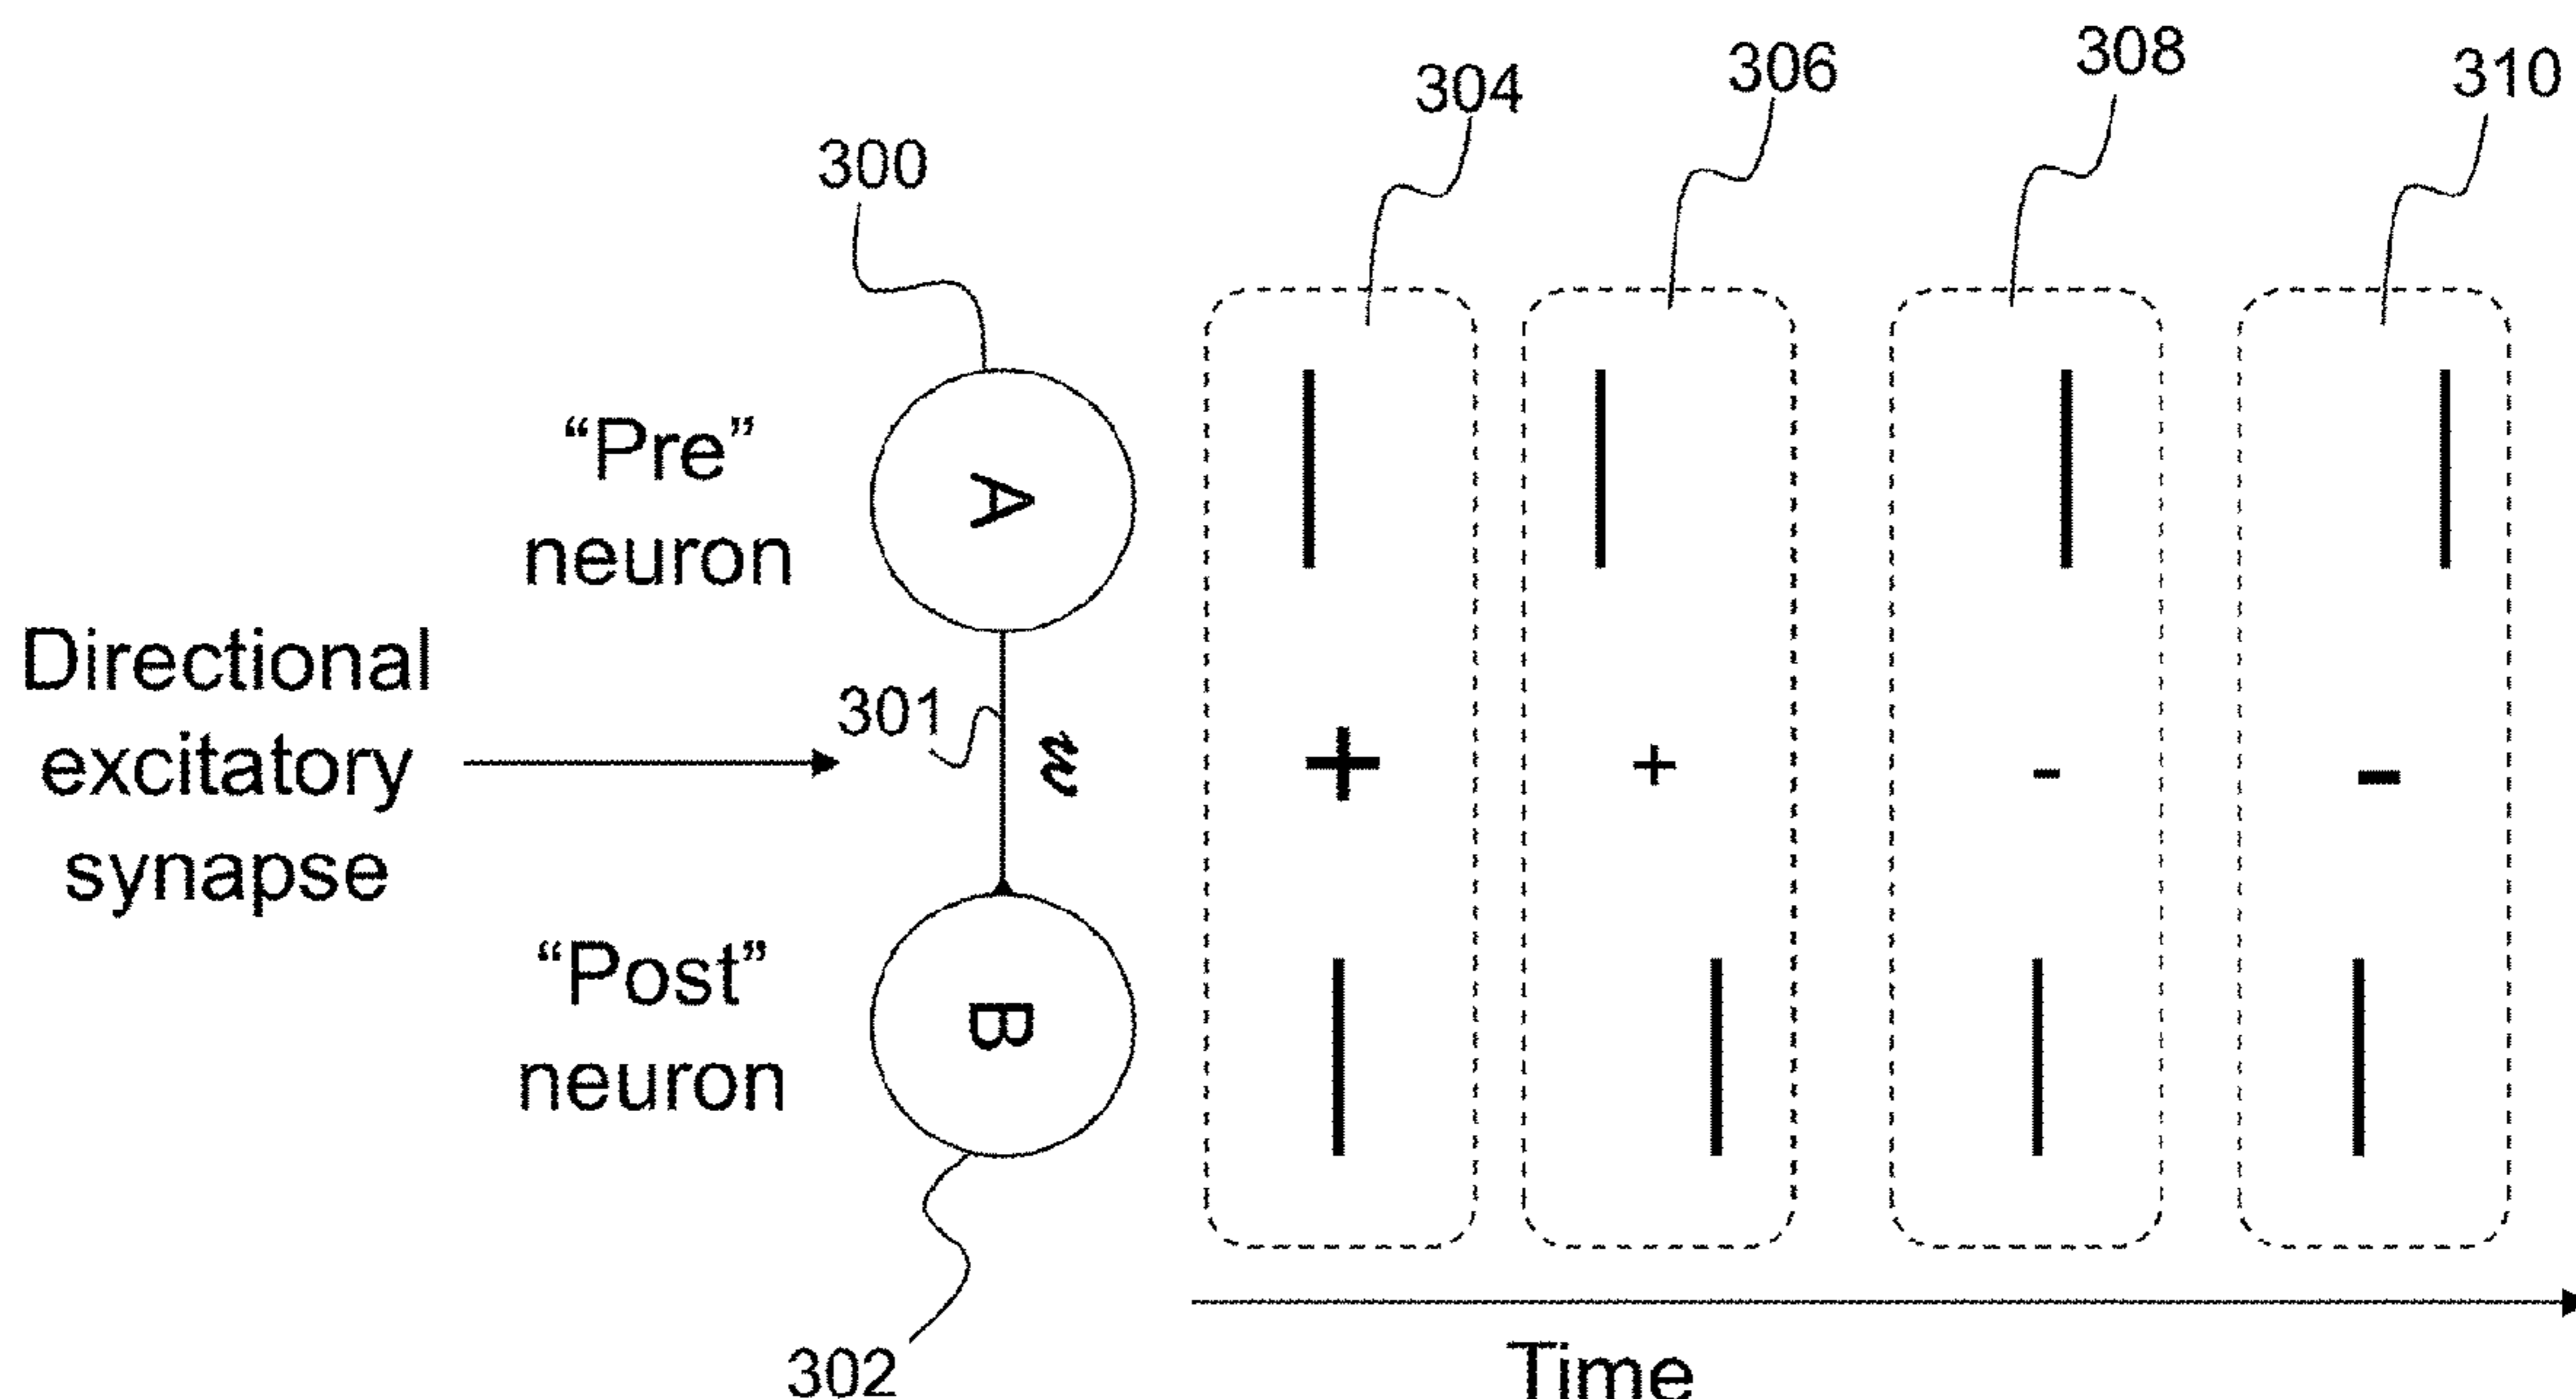 304
306
308
310
300
“Pre”
neuron
A
Directional
excitatory
synapse
301
w
+
+
-
-
“Post”
neuron
B
302
Time